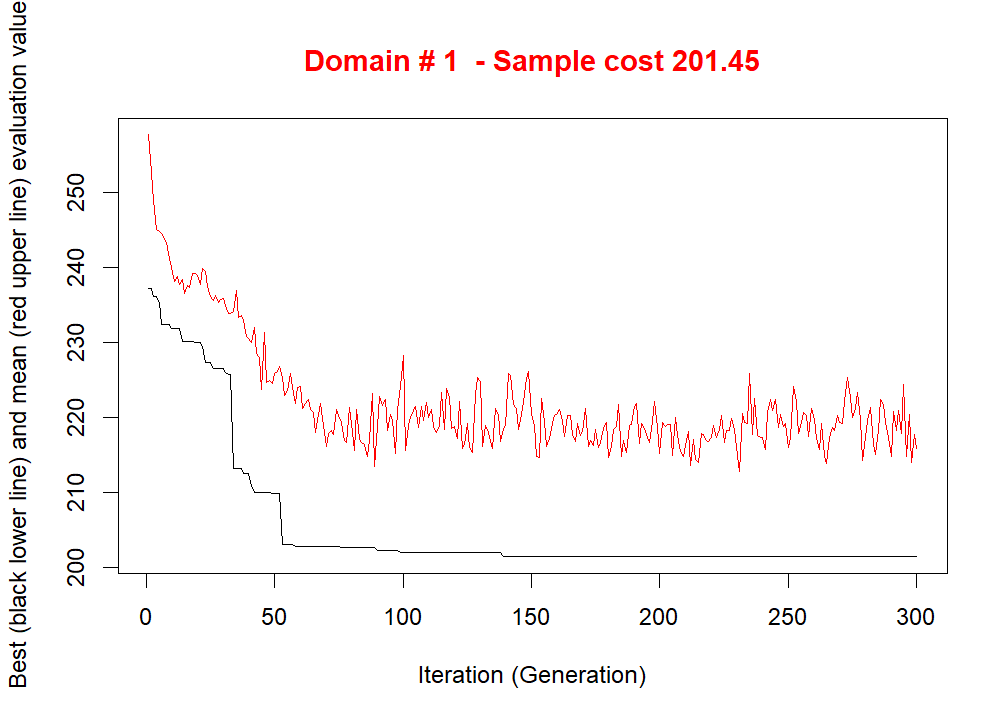 Domain # 1  - Sample cost 201.45
Best (black lower line) and mean (red upper line) evaluation value
250
240
230
220
210
200
0 50 100 150 200 250 300
Iteration (Generation)